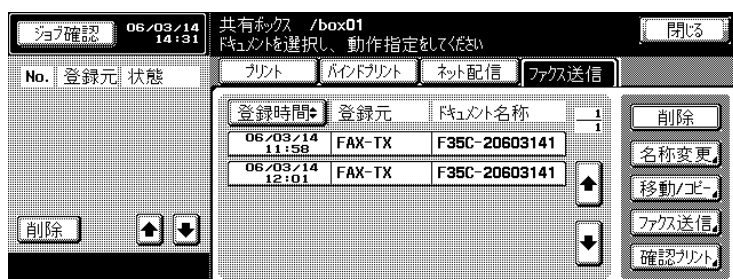 ジョブ確認
06/03/14
14:31
共有ボックス /box01
ドキュメントを選択し、動作指定をしてください
閉じる
No. 登録元 状態
プリント バインドプリント ネット配信 ファクス送信
登録時間 登録元 ドキュメント名称
1
1
06/03/14
11:58
FAX-TX F35C-20603141
06/03/14
12:01
FAX-TX F35C-20603141
削除
名称変更
移動/コピー
ファクス送信
確認プリント
削除